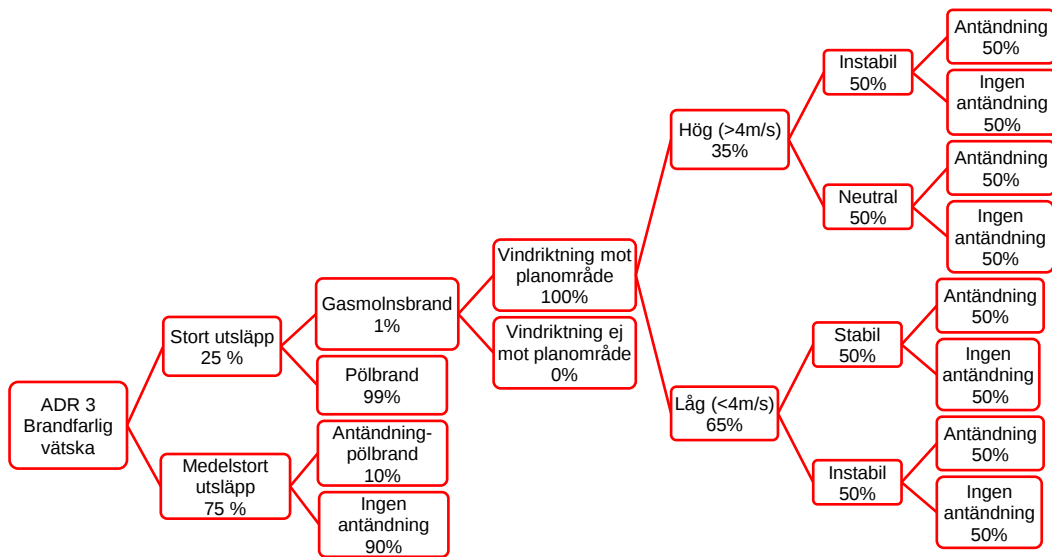 ADR 3
Brandfarlig
vätska
Stort utsläpp
25 %
Medelstort
utsläpp
75 %
Gasmolnsbrand
1%
Pölbrand
99%
Antändning-
pölbrand
10%
Ingen
antändning
90%
Vindriktning mot
planområde
100%
Vindriktning ej
mot planområde
0%
Hög (>4m/s)
35%
Låg (<4m/s)
65%
Instabil
50%
Neutral
50%
Stabil
50%
Instabil
50%
Antändning
50%
Ingen
antändning
50%
Antändning
50%
Ingen
antändning
50%
Antändning
50%
Ingen
antändning
50%
Antändning
50%
Ingen
antändning
50%